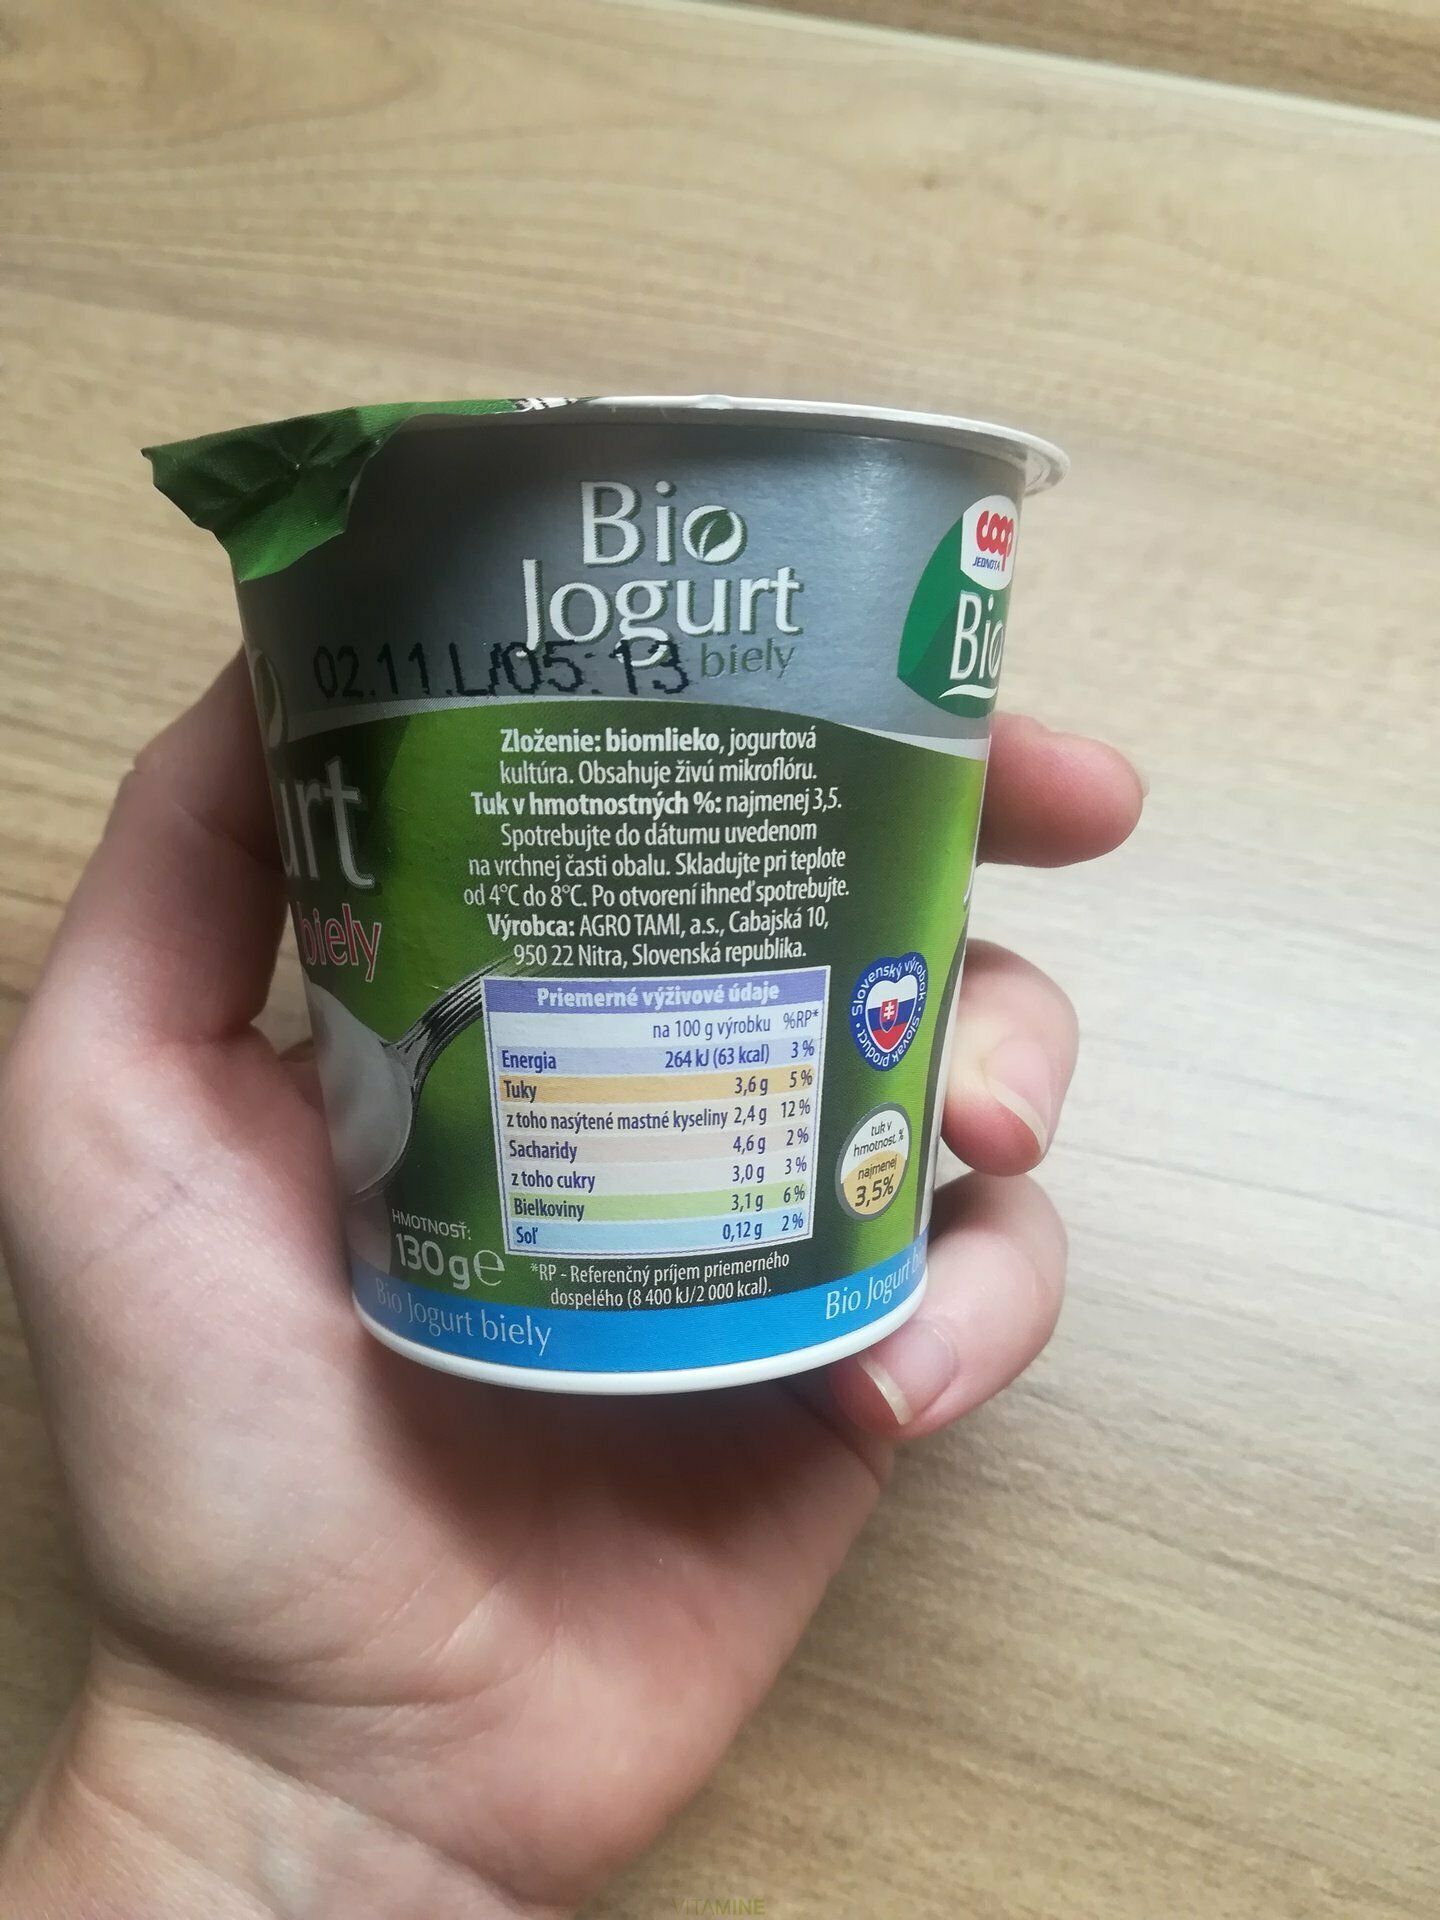 Bio
Jogurt
biely
02.11.L/05:13
coop
JEDNOTA
Bio
urt
biely
Zloženie: biomlieko, jogurtová
kultúra. Obsahuje živú mikroflóru.
Tuk v hmotnostných %: najmenej 3,5.
Spotrebujte do dátumu uvedenom
na vrchnej časti obalu. Skladujte pri teplote
od 4°C do 8°C. Po otvorení ihneď spotrebujte.
Výrobca: AGRO TAMI, a.s., Cabajská 10,
950 22 Nitra, Slovenská republika.
Priemerné výživové údaje
na 100 g výrobku %RP*
Energia 264 kJ (63 kcal) 3 %
Tuky 3,6 g 5 %
z toho nasýtené mastné kyseliny 2,4 g 12 %
Sacharidy 4,6 g 2 %
z toho cukry 3,0 g 3 %
Bielkoviny 3,1 g 6 %
Soľ 0,12 g 2 %
*RP - Referenčný príjem priemerného
dospelého (8 400 kJ/2 000 kcal).
Slovenský výrobok • Slovak product •
tuk v
hmotnost. %
najmenej
3,5%
HMOTNOSŤ:
130 g e
Bio Jogurt biely
Bio Jogurt bi
VITAMINE